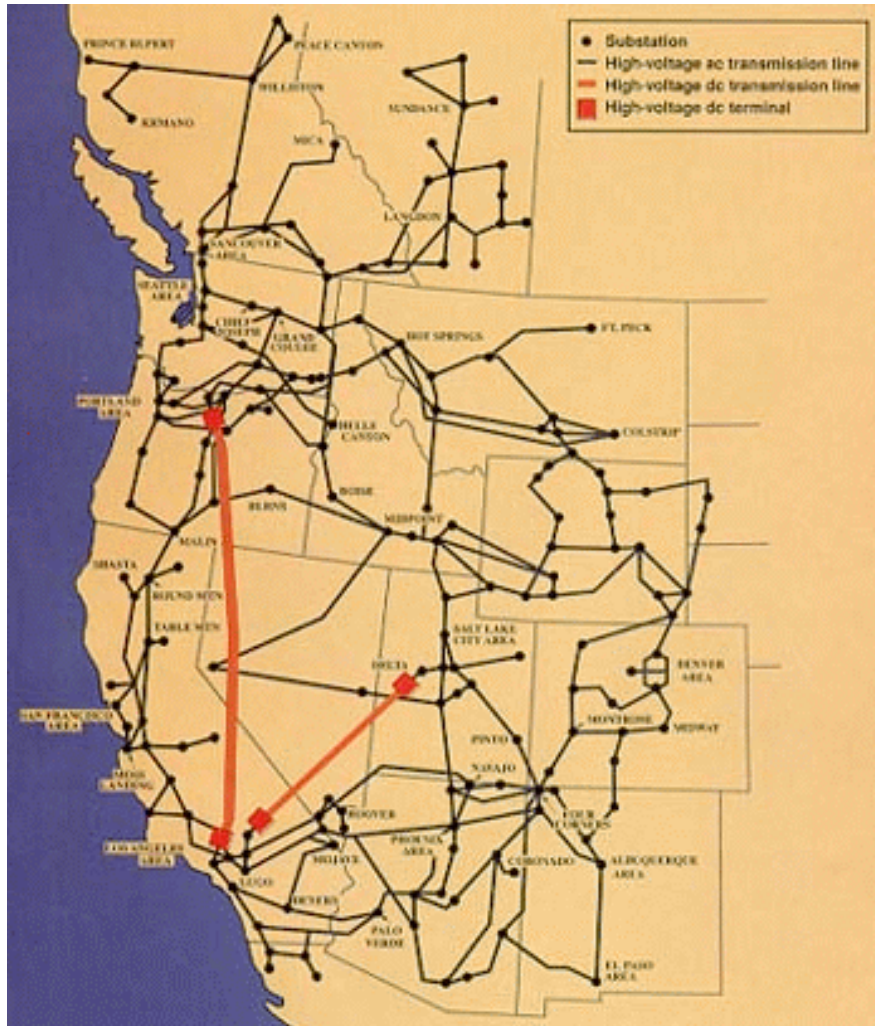 Substation
High-voltage ac transmission line
High-voltage dc transmission line
High-voltage dc terminal
PRINCE RUPERT
PEACE CANYON
WILLISTON
KEMANO
SUNDANCE
MICA
LANGDON
VANCOUVER
AREA
SEATTLE
AREA
CHIEF
JOSEPH
GRAND
COULEE
HOT SPRINGS
FT. PECK
PORTLAND
AREA
HELLS
CANYON
COLSTRIP
BOISE
BURNS
MIDPOINT
MALIN
SHASTA
ROUND MTN
TABLE MTN
SALT LAKE
CITY AREA
DELTA
DENVER
AREA
SAN FRANCISCO
AREA
MONTROSE
MIDWAY
PINTO
MOSS
LANDING
NAVAJO
HOOVER
FOUR
CORNERS
PHOENIX
AREA
LOS ANGELES
AREA
MOJAVE
CORONADO
ALBUQUERQUE
AREA
LUGO
DEVERS
PALO
VERDE
EL PASO
AREA